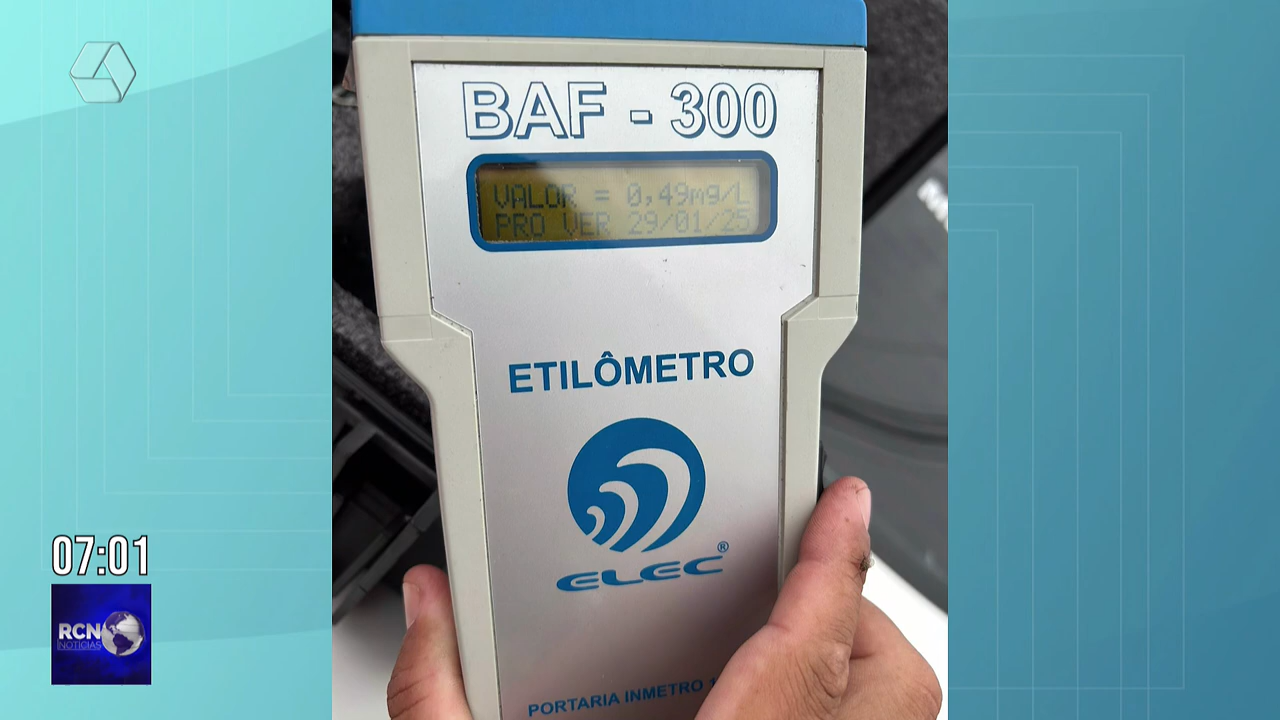 BAF - 300
VALOR = 0,49mg/L
PRO VER 29/01/25
ETILÔMETRO
ELEC®
PORTARIA INMETRO
07:01
RCN
NOTÍCIAS